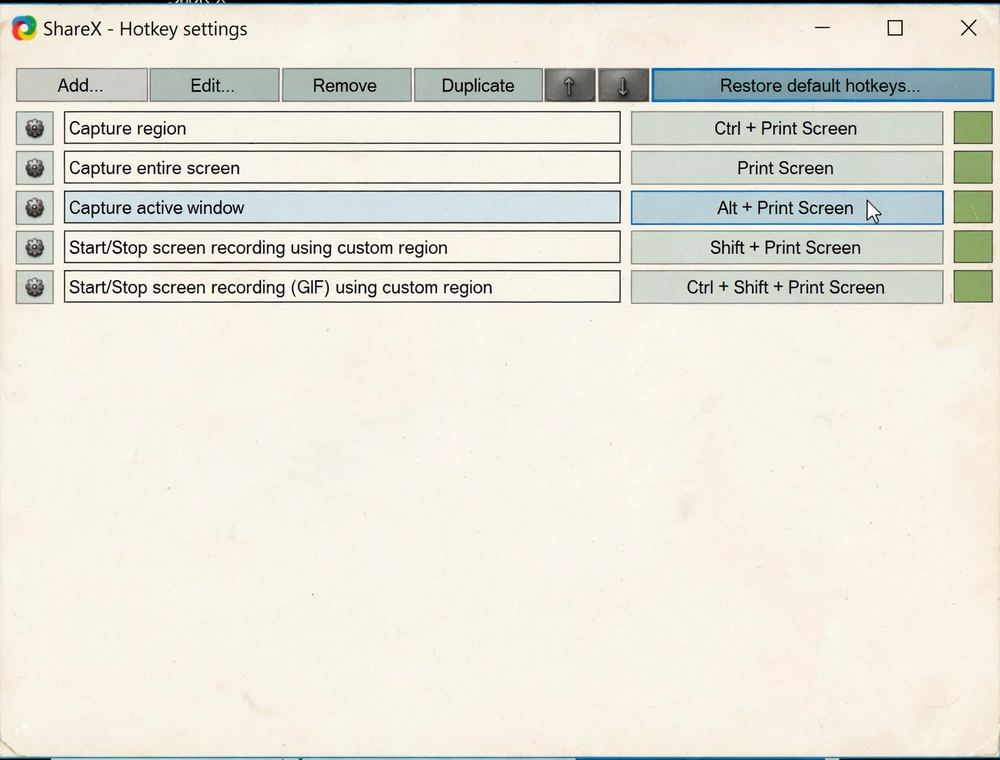 ShareX - Hotkey settings
Add... Edit... Remove Duplicate Restore default hotkeys...
Capture region Ctrl + Print Screen
Capture entire screen Print Screen
Capture active window Alt + Print Screen
Start/Stop screen recording using custom region Shift + Print Screen
Start/Stop screen recording (GIF) using custom region Ctrl + Shift + Print Screen